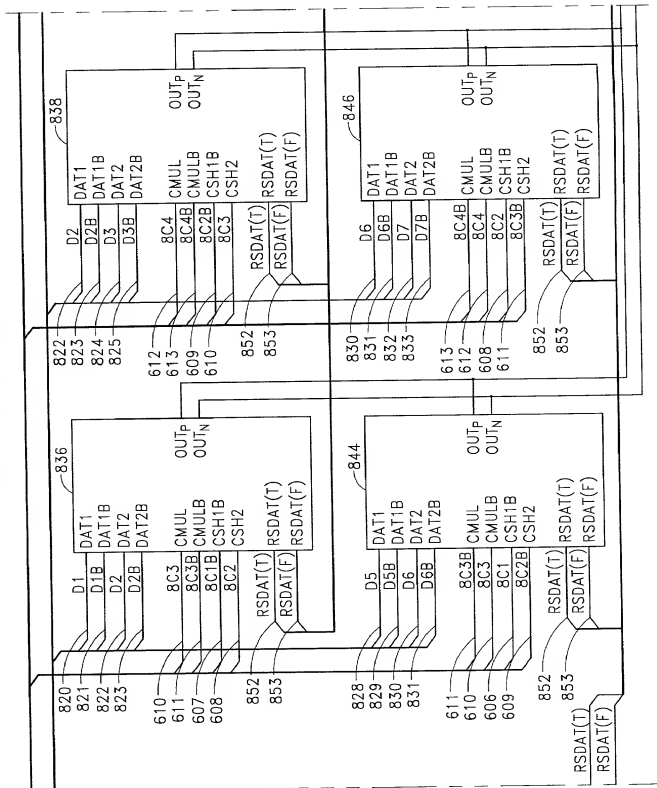 838
D2
DAT1
D2B
DAT1B
D3
DAT2
D3B
DAT2B
OUTP
OUTN
8C4
CMUL
8C4B
CMULB
8C2B
CSH1B
8C3
CSH2
RSDAT(T)
RSDAT(T)
RSDAT(F)
RSDAT(F)
822
823
824
825
612
613
609
610
852
853
846
D6
DAT1
D6B
DAT1B
D7
DAT2
D7B
DAT2B
OUTP
OUTN
8C4B
CMUL
8C4
CMULB
8C2
CSH1B
8C3B
CSH2
RSDAT(T)
RSDAT(T)
RSDAT(F)
RSDAT(F)
830
831
832
833
613
612
608
611
852
853
836
D1
DAT1
D1B
DAT1B
D2
DAT2
D2B
DAT2B
OUTP
OUTN
8C3
CMUL
8C3B
CMULB
8C1B
CSH1B
8C2
CSH2
RSDAT(T)
RSDAT(T)
RSDAT(F)
RSDAT(F)
820
821
822
823
610
611
607
608
852
853
844
D5
DAT1
D5B
DAT1B
D6
DAT2
D6B
DAT2B
OUTP
OUTN
8C3B
CMUL
8C3
CMULB
8C1
CSH1B
8C2B
CSH2
RSDAT(T)
RSDAT(T)
RSDAT(F)
RSDAT(F)
828
829
830
831
611
610
606
609
852
853
RSDAT(T)
RSDAT(F)